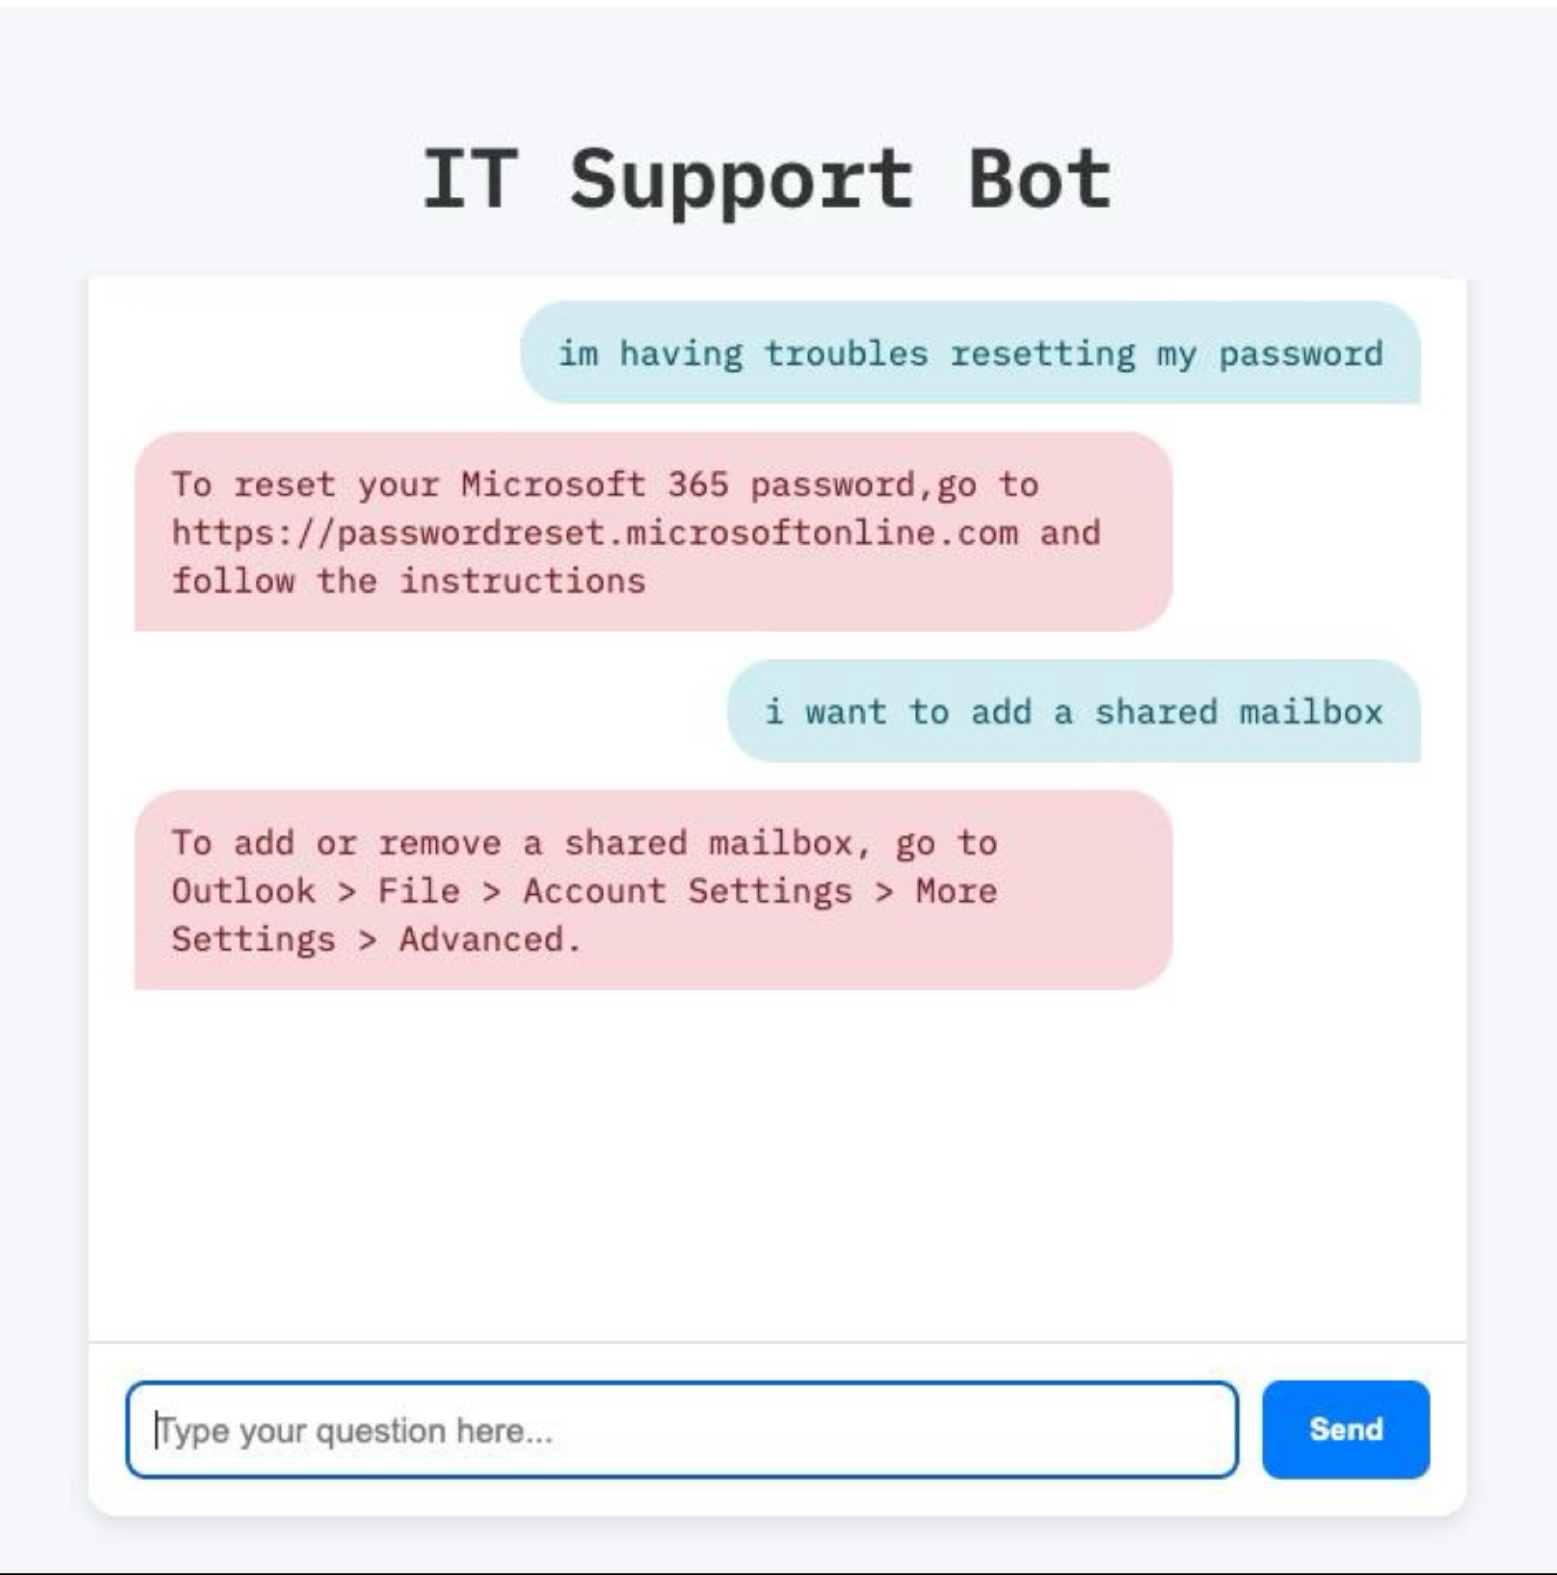 IT Support Bot
im having troubles resetting my password
To reset your Microsoft 365 password,go to
https://passwordreset.microsoftonline.com and
follow the instructions
i want to add a shared mailbox
To add or remove a shared mailbox, go to
Outlook > File > Account Settings > More
Settings > Advanced.
Type your question here...
Send